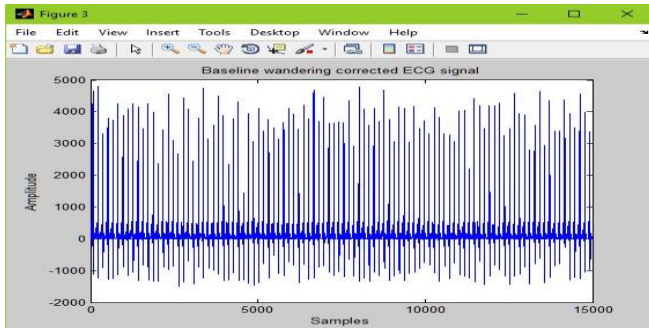 Figure 3
File Edit View Insert Tools Desktop Window Help
Baseline wandering corrected ECG signal
5000
4000
3000
2000
1000
0
-1000
-2000
Amplitude
0 5000 10000 15000
Samples